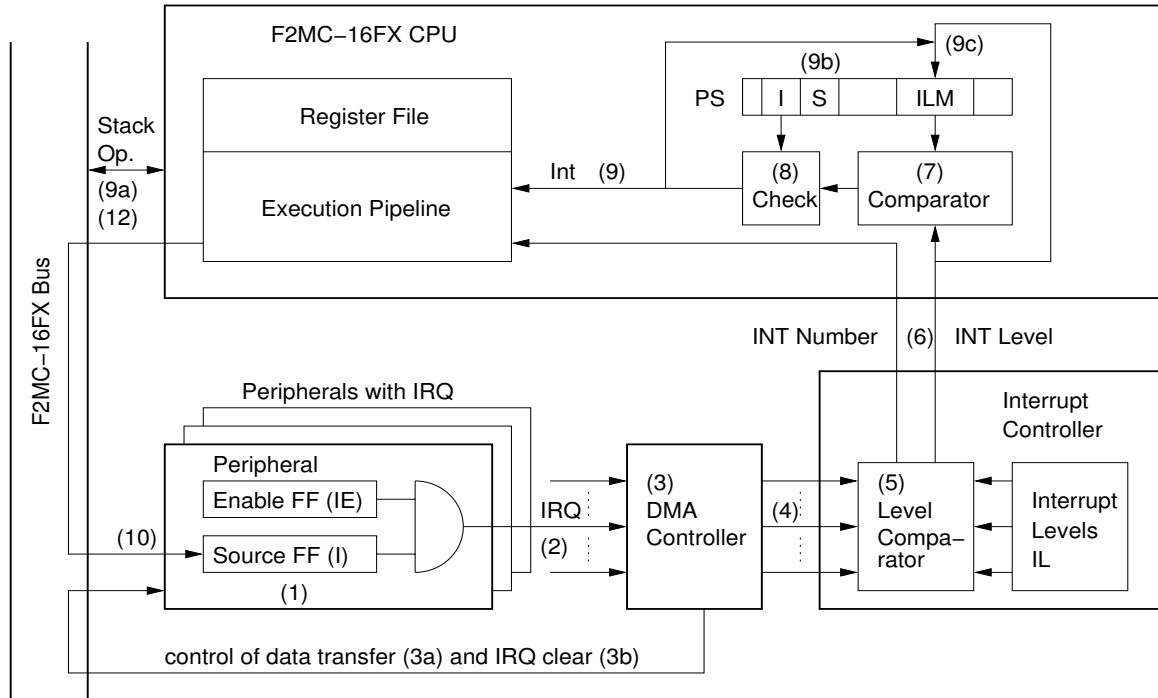 F2MC−16FX CPU
(9c)
(9b)
PS
I
S
ILM
Register File
Stack
Op.
(9a)
(12)
Int (9)
(8)
Check
(7)
Comparator
Execution Pipeline
F2MC−16FX Bus
INT Number
(6)
INT Level
Peripherals with IRQ
Interrupt
Controller
Peripheral
Enable FF (IE)
Source FF (I)
(1)
(10)
IRQ
(2)
(3)
DMA
Controller
(4)
(5)
Level
Compa−
rator
Interrupt
Levels
IL
control of data transfer (3a) and IRQ clear (3b)